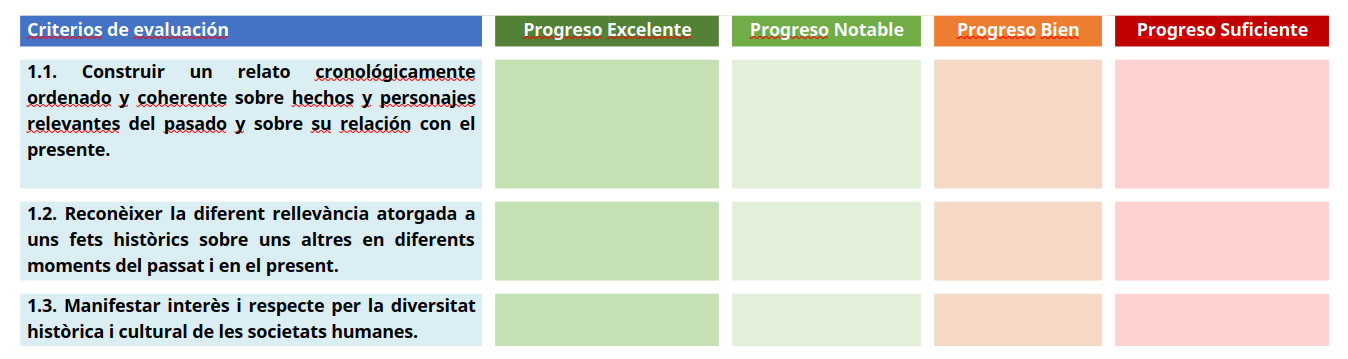 Criterios de evaluación
Progreso Excelente
Progreso Notable
Progreso Bien
Progreso Suficiente
1.1. Construir un relato cronológicamente
ordenado y coherente sobre hechos y personajes
relevantes del pasado y sobre su relación con el
presente.
1.2. Reconèixer la diferent rellevància atorgada a
uns fets històrics sobre uns altres en diferents
moments del passat i en el present.
1.3. Manifestar interès i respecte per la diversitat
històrica i cultural de les societats humanes.